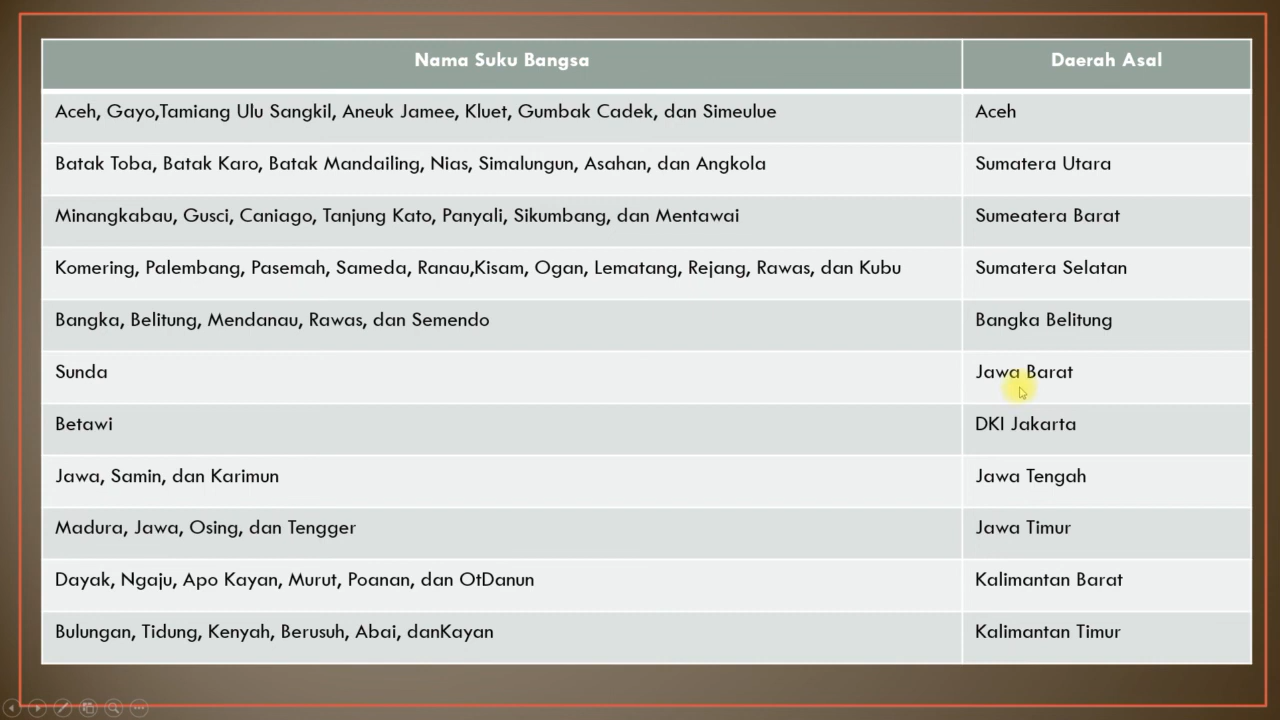 Nama Suku Bangsa Daerah Asal
Aceh, Gayo,Tamiang Ulu Sangkil, Aneuk Jamee, Kluet, Gumbak Cadek, dan Simeulue Aceh
Batak Toba, Batak Karo, Batak Mandailing, Nias, Simalungun, Asahan, dan Angkola Sumatera Utara
Minangkabau, Gusci, Caniago, Tanjung Kato, Panyali, Sikumbang, dan Mentawai Sumeatera Barat
Komering, Palembang, Pasemah, Sameda, Ranau,Kisam, Ogan, Lematang, Rejang, Rawas, dan Kubu Sumatera Selatan
Bangka, Belitung, Mendanau, Rawas, dan Semendo Bangka Belitung
Sunda Jawa Barat
Betawi DKI Jakarta
Jawa, Samin, dan Karimun Jawa Tengah
Madura, Jawa, Osing, dan Tengger Jawa Timur
Dayak, Ngaju, Apo Kayan, Murut, Poanan, dan OtDanun Kalimantan Barat
Bulungan, Tidung, Kenyah, Berusuh, Abai, danKayan Kalimantan Timur